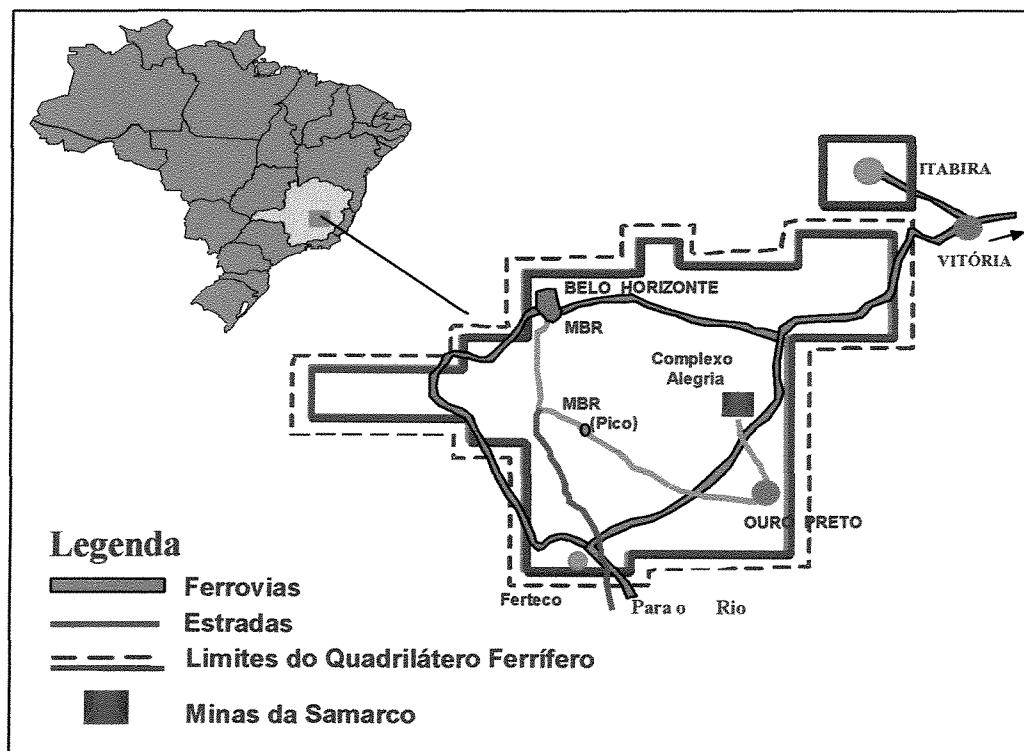 ITABIRA
VITÓRIA
BELO HORIZONTE
MBR
Complexo
Alegria
MBR
(Pico)
OURO PRETO
Ferteco
Para o Rio
Legenda
Ferrovias
Estradas
Limites do Quadrilátero Ferrífero
Minas da Samarco